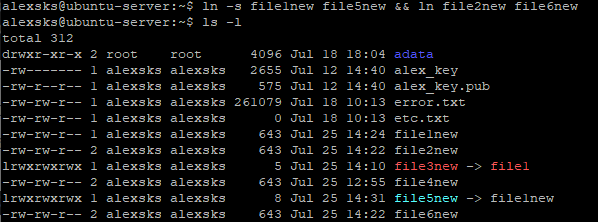 alexsks@ubuntu-server:~$ ln -s file1new file5new && ln file2new file6new
alexsks@ubuntu-server:~$ ls -l
total 312
drwxr-xr-x 2 root    root      4096 Jul 18 18:04 adata
-rw------- 1 alexsks alexsks   2655 Jul 12 14:40 alex_key
-rw-r--r-- 1 alexsks alexsks    575 Jul 12 14:40 alex_key.pub
-rw-rw-r-- 1 alexsks alexsks 261079 Jul 18 10:13 error.txt
-rw-rw-r-- 1 alexsks alexsks      0 Jul 18 10:13 etc.txt
-rw-rw-r-- 1 alexsks alexsks    643 Jul 25 14:24 file1new
-rw-rw-r-- 2 alexsks alexsks    643 Jul 25 14:22 file2new
lrwxrwxrwx 1 alexsks alexsks      5 Jul 25 14:10 file3new -> file1
-rw-rw-r-- 2 alexsks alexsks    643 Jul 25 12:55 file4new
lrwxrwxrwx 1 alexsks alexsks      8 Jul 25 14:31 file5new -> file1new
-rw-rw-r-- 2 alexsks alexsks    643 Jul 25 14:22 file6new